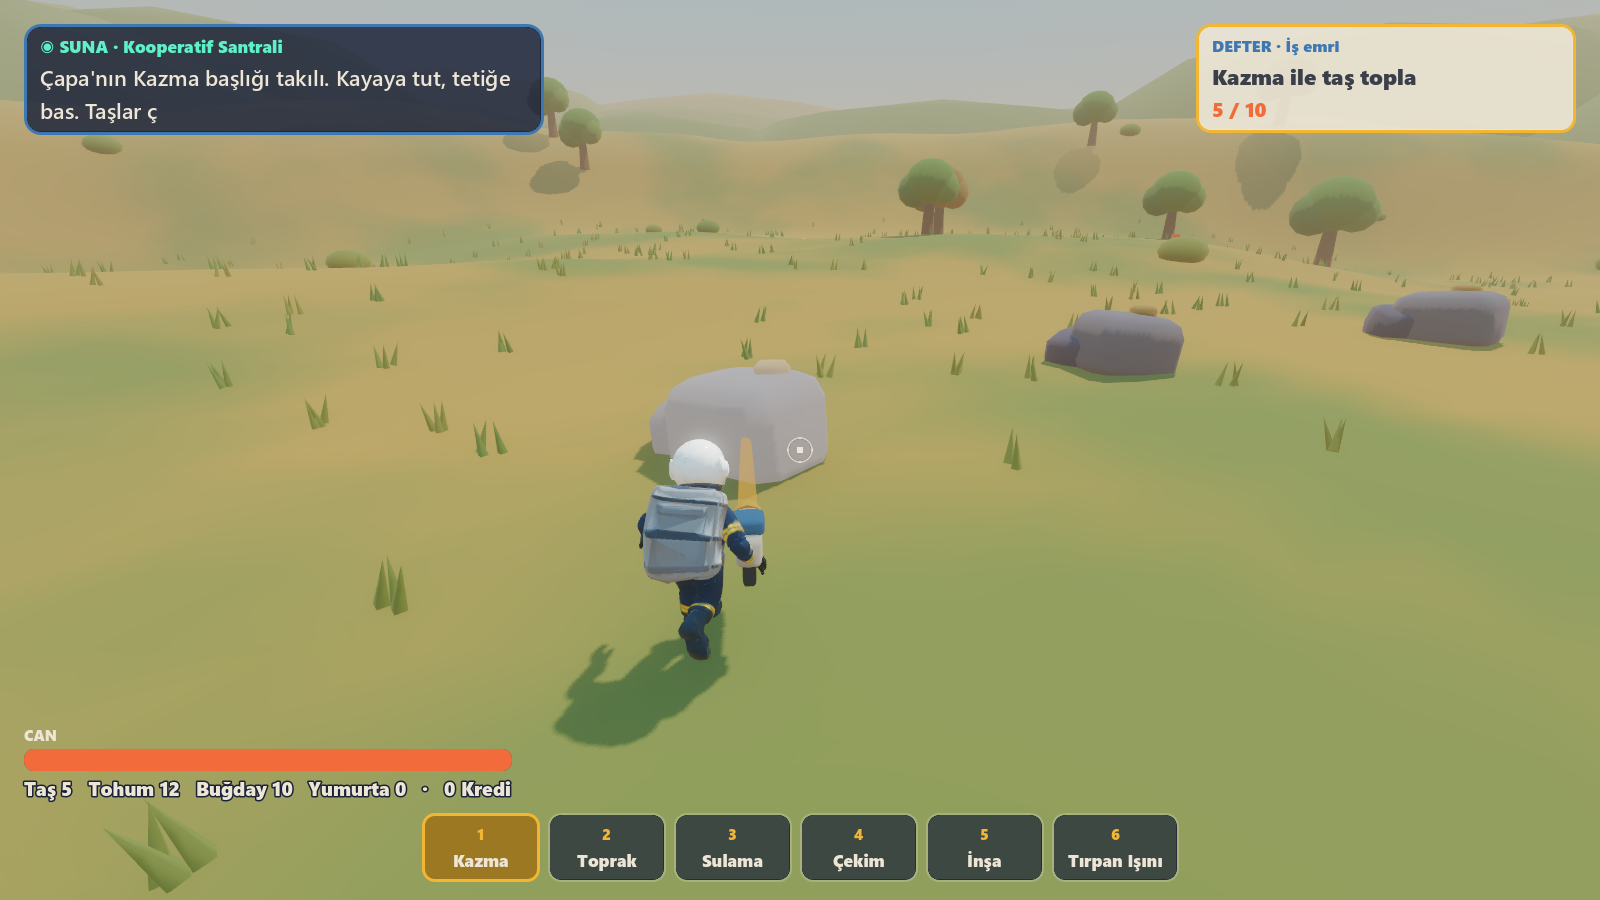 ◉ SUNA · Kooperatif Santrali
Çapa'nın Kazma başlığı takılı. Kayaya tut, tetiğe
bas. Taşlar ç
DEFTER · İş emri
Kazma ile taş topla
5 / 10
CAN
Taş 5 Tohum 12 Buğday 10 Yumurta 0 · 0 Kredi
1
Kazma
2
Toprak
3
Sulama
4
Çekim
5
İnşa
6
Tırpan Işını